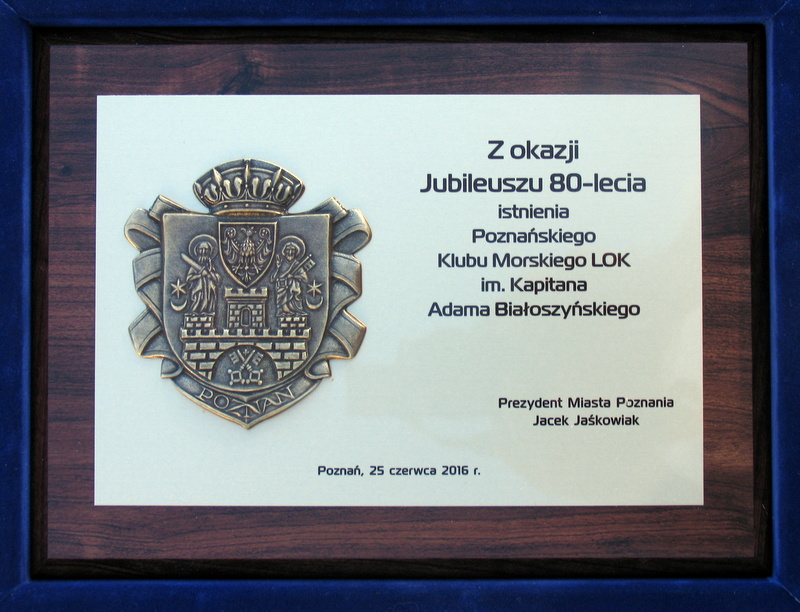 Z okazji
Jubileuszu 80-lecia
istnienia
Poznańskiego
Klubu Morskiego LOK
im. Kapitana
Adama Białoszyńskiego
POZNAŃ
Prezydent Miasta Poznania
Jacek Jaśkowiak
Poznań, 25 czerwca 2016 r.